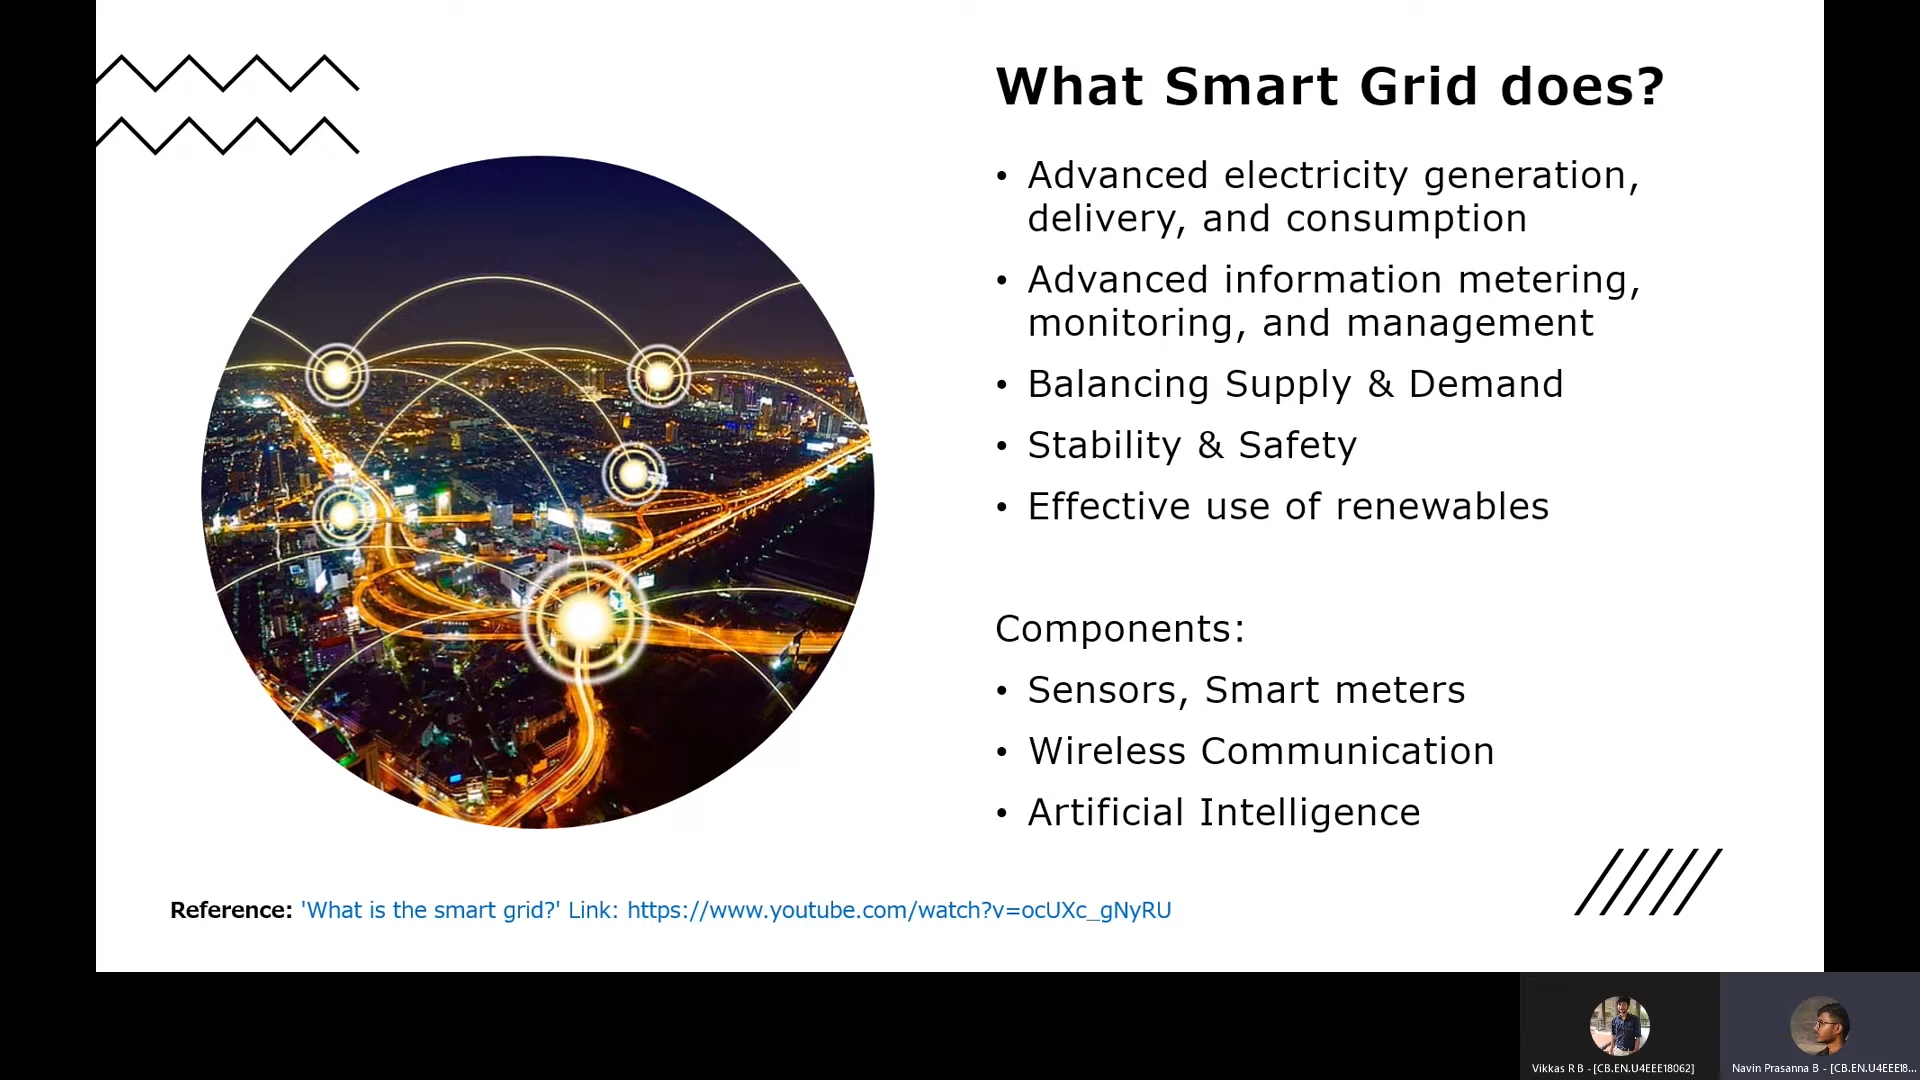 What Smart Grid does?
• Advanced electricity generation,
delivery, and consumption
• Advanced information metering,
monitoring, and management
• Balancing Supply & Demand
• Stability & Safety
• Effective use of renewables
Components:
• Sensors, Smart meters
• Wireless Communication
• Artificial Intelligence
Reference: 'What is the smart grid?' Link: https://www.youtube.com/watch?v=ocUXc_gNyRU
Vikkas R B - [CB.EN.U4EEE18062]
Navin Prasanna B - [CB.EN.U4EEE18...